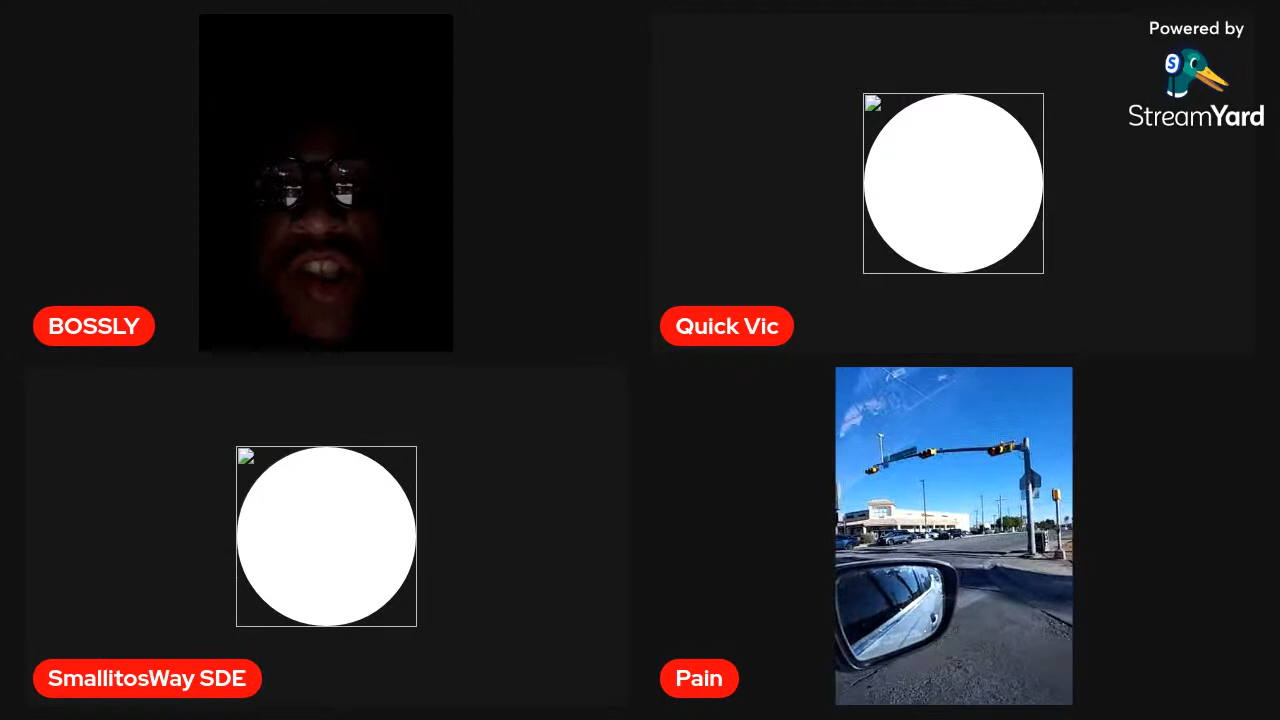 Powered by
StreamYard
BOSSLY
Quick Vic
SmallitosWay SDE
Pain